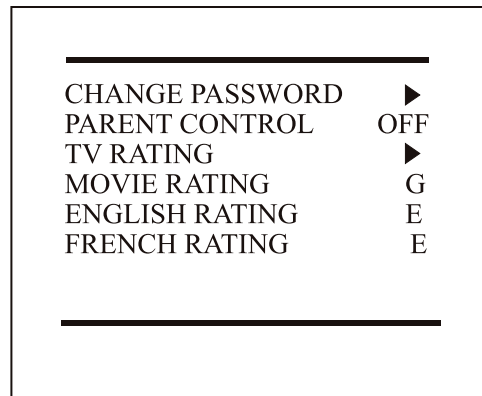 CHANGE PASSWORD ▶
PARENT CONTROL OFF
TV RATING ▶
MOVIE RATING G
ENGLISH RATING E
FRENCH RATING E